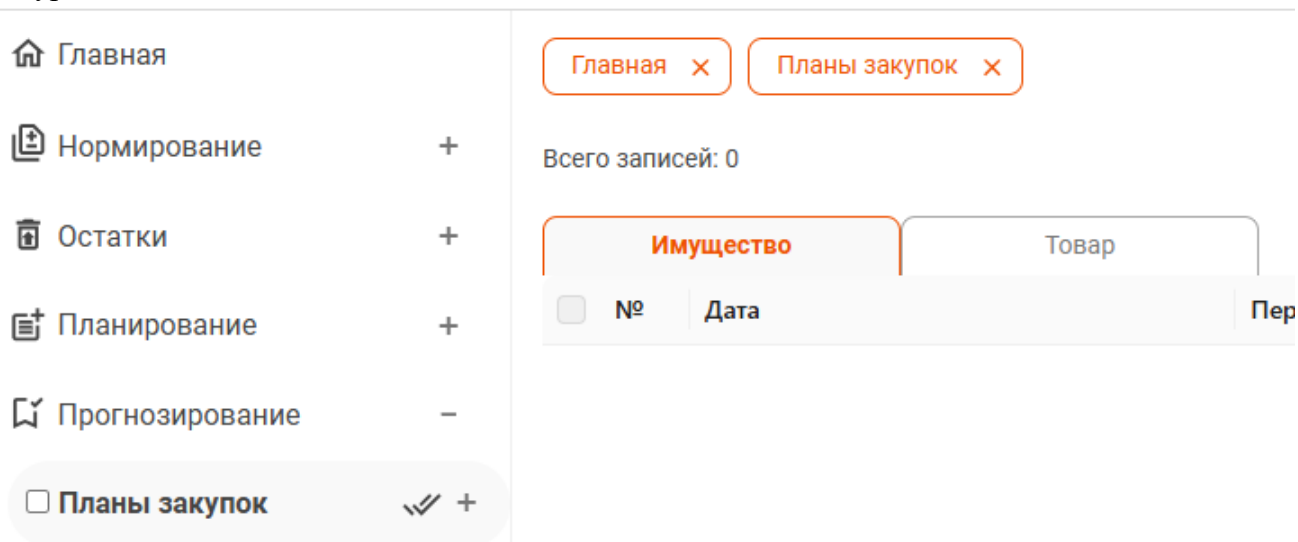 Главная
Нормирование +
Остатки +
Планирование +
Прогнозирование −
Планы закупок +
Главная × Планы закупок ×
Всего записей: 0
Имущество Товар
№ Дата